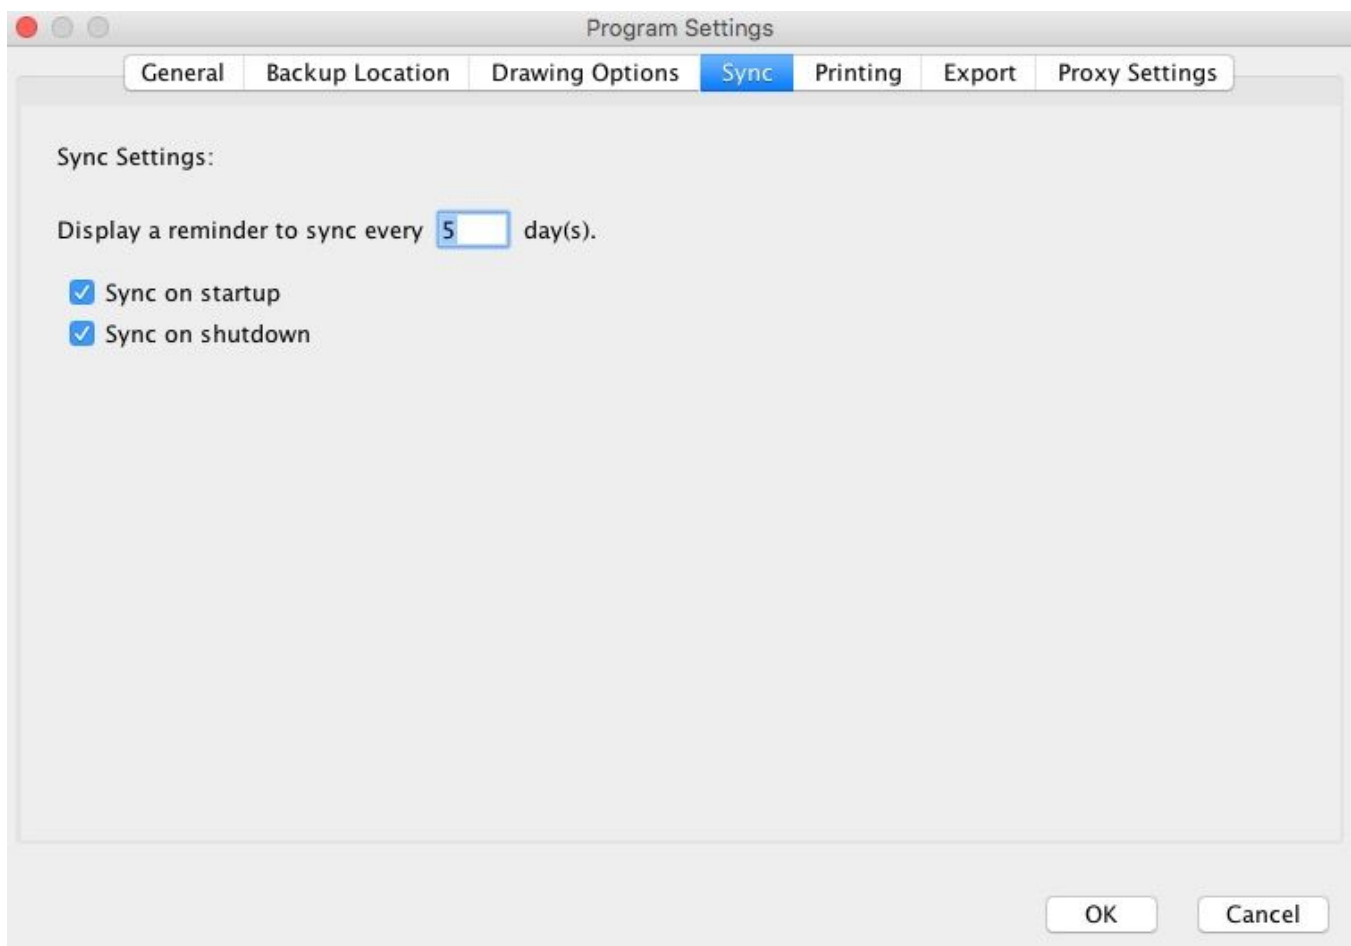 Program Settings
General Backup Location Drawing Options Sync Printing Export Proxy Settings
Sync Settings:
Display a reminder to sync every 5 day(s).
Sync on startup
Sync on shutdown
OK Cancel